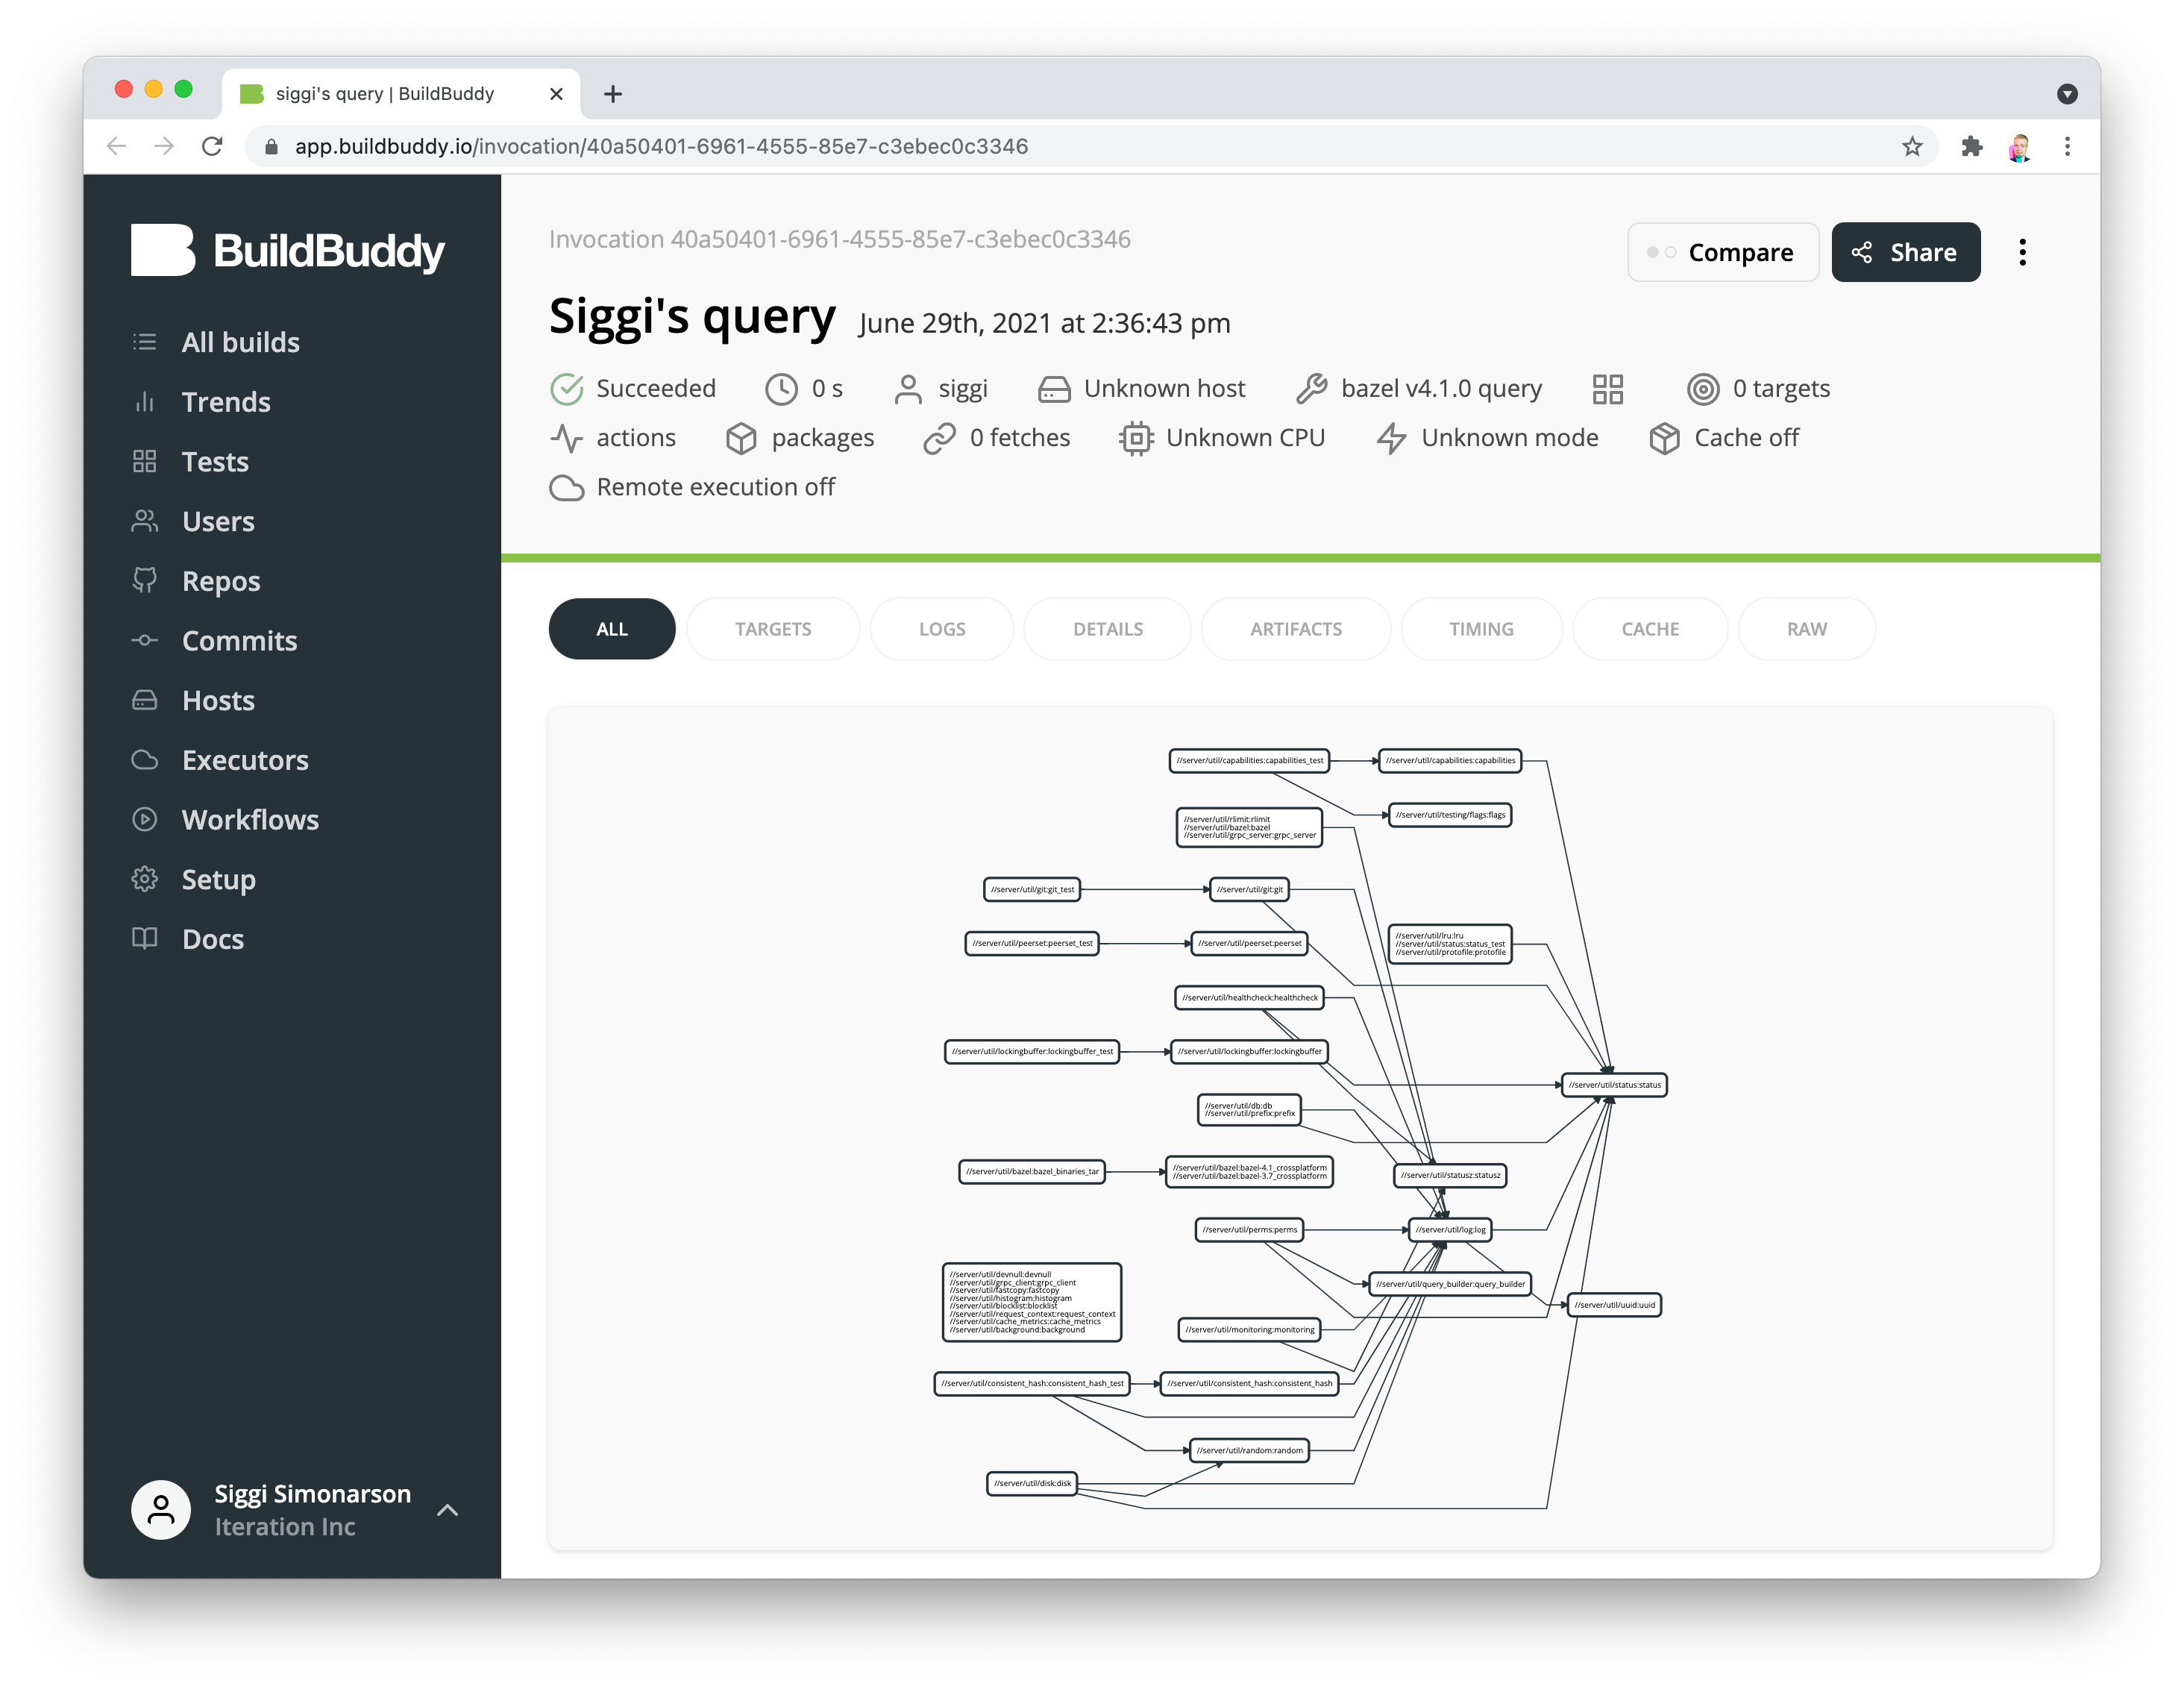 siggi's query | BuildBuddy
app.buildbuddy.io/invocation/40a50401-6961-4555-85e7-c3ebec0c3346
BuildBuddy
All builds
Trends
Tests
Users
Repos
Commits
Hosts
Executors
Workflows
Setup
Docs
Siggi Simonarson
Iteration Inc
Invocation 40a50401-6961-4555-85e7-c3ebec0c3346
Compare
Share
Siggi's query June 29th, 2021 at 2:36:43 pm
Succeeded 0 s siggi Unknown host bazel v4.1.0 query 0 targets
actions packages 0 fetches Unknown CPU Unknown mode Cache off
Remote execution off
ALL TARGETS LOGS DETAILS ARTIFACTS TIMING CACHE RAW
//server/util/capabilities:capabilities_test
//server/util/capabilities:capabilities
//server/util/testing/flags:flags
//server/util/rlimit:rlimit
//server/util/bazel:bazel
//server/util/grpc_server:grpc_server
//server/util/git:git_test
//server/util/git:git
//server/util/peerset:peerset_test
//server/util/peerset:peerset
//server/util/lru:lru
//server/util/status:status_test
//server/util/protofile:protofile
//server/util/healthcheck:healthcheck
//server/util/lockingbuffer:lockingbuffer_test
//server/util/lockingbuffer:lockingbuffer
//server/util/status:status
//server/util/db:db
//server/util/prefix:prefix
//server/util/bazel:bazel_binaries_tar
//server/util/bazel:bazel-4.1_crossplatform
//server/util/bazel:bazel-3.7_crossplatform
//server/util/statusz:statusz
//server/util/perms:perms
//server/util/log:log
//server/util/devnull:devnull
//server/util/grpc_client:grpc_client
//server/util/fastcopy:fastcopy
//server/util/histogram:histogram
//server/util/blocklist:blocklist
//server/util/request_context:request_context
//server/util/cache_metrics:cache_metrics
//server/util/background:background
//server/util/query_builder:query_builder
//server/util/uuid:uuid
//server/util/monitoring:monitoring
//server/util/consistent_hash:consistent_hash_test
//server/util/consistent_hash:consistent_hash
//server/util/random:random
//server/util/disk:disk